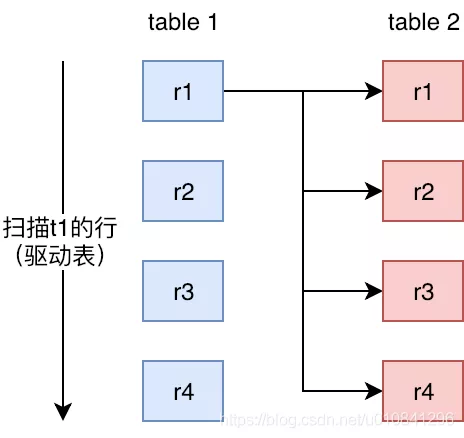 table 1
table 2
r1
r1
r2
r2
扫描t1的行
（驱动表）
r3
r3
r4
r4
https://blog.csdn.net/u010841296